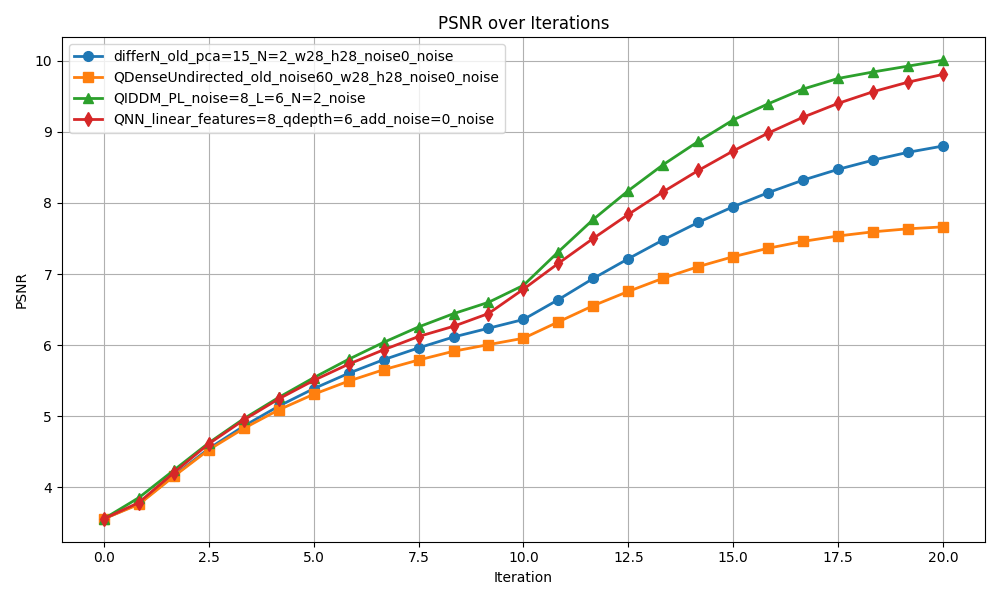 PSNR over Iterations
differN_old_pca=15_N=2_w28_h28_noise0_noise
QDenseUndirected_old_noise60_w28_h28_noise0_noise
QIDDM_PL_noise=8_L=6_N=2_noise
QNN_linear_features=8_qdepth=6_add_noise=0_noise
PSNR
10
9
8
7
6
5
4
0.0 2.5 5.0 7.5 10.0 12.5 15.0 17.5 20.0
Iteration